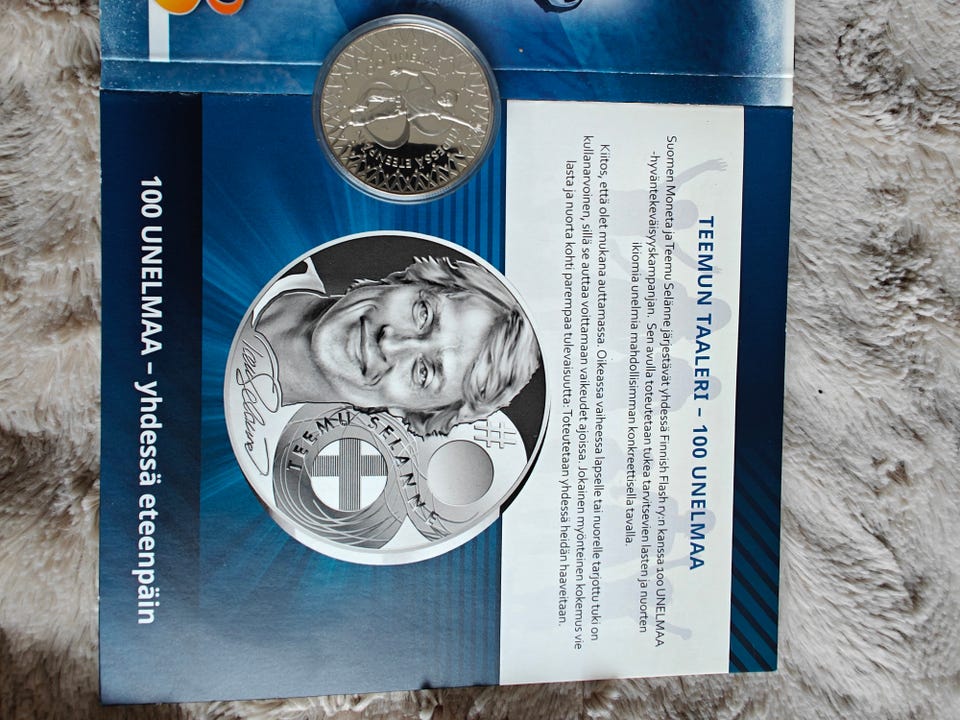 TEEMUN TAALERI – 100 UNELMAA
Suomen Moneta ja Teemu Selänne järjestävät yhdessä Finnish Flash ry:n kanssa 100 UNELMAA
-hyväntekeväisyyskampanjan. Sen avulla toteutetaan tukea tarvitsevien lasten ja nuorten
ikiomia unelmia mahdollisimman konkreettisella tavalla.
Kiitos, että olet mukana auttamassa. Oikeassa vaiheessa lapselle tai nuorelle tarjottu tuki on
kullanarvoinen, sillä se auttaa voittamaan vaikeudet ajoissa. Jokainen myönteinen kokemus vie
lasta ja nuorta kohti parempaa tulevaisuutta: Toteutetaan yhdessä heidän haaveitaan.
#
TEEMU SELÄNNE
100 UNELMAA – yhdessä eteenpäin